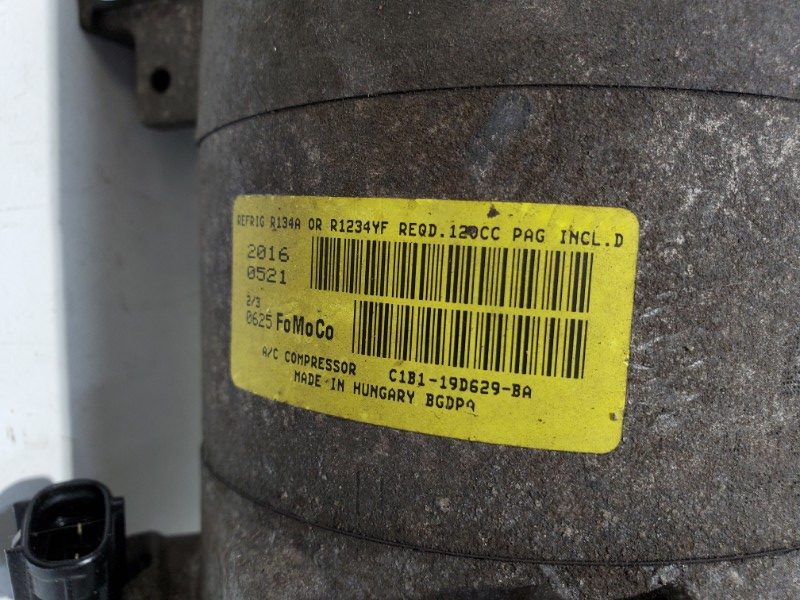 REFRIG R134A OR R1234YF REQD.120CC PAG INCL.D
2016
0521
2/3
0625 FoMoCo
A/C COMPRESSOR C1B1-19D629-BA
MADE IN HUNGARY